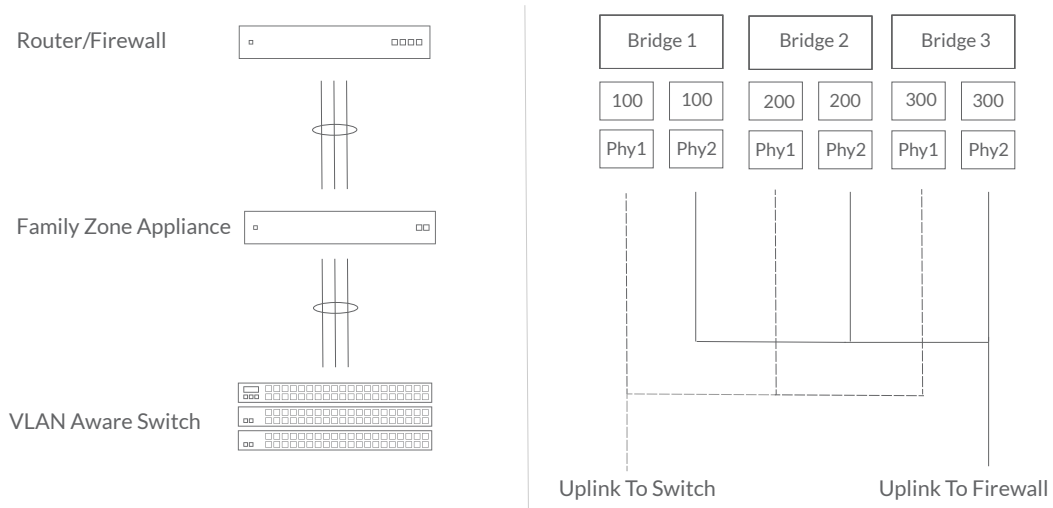 Router/Firewall
Family Zone Appliance
VLAN Aware Switch
Bridge 1 Bridge 2 Bridge 3
100 100 200 200 300 300
Phy1 Phy2 Phy1 Phy2 Phy1 Phy2
Uplink To Switch Uplink To Firewall